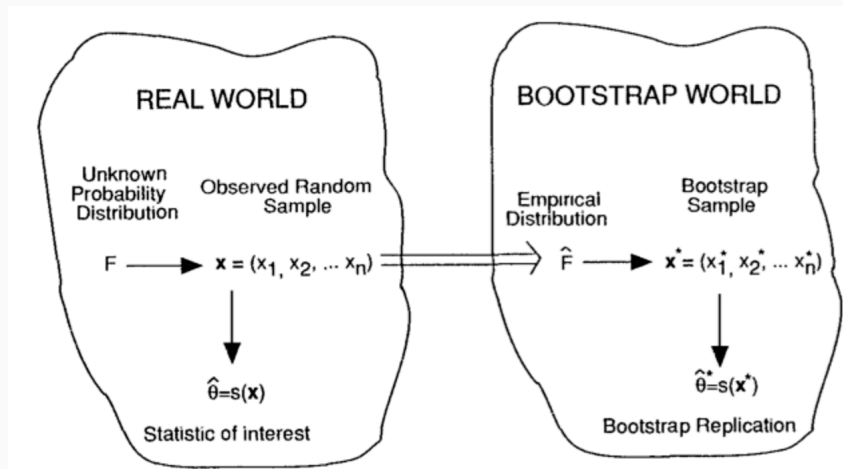 REAL WORLD
Unknown
Probability
Distribution
Observed Random
Sample
F
x = (x₁, x₂, ... xₙ)
θ̂=s(x)
Statistic of interest
BOOTSTRAP WORLD
Empirical
Distribution
Bootstrap
Sample
F̂
x* = (x₁*, x₂*, ... xₙ*)
θ̂*=s(x*)
Bootstrap Replication